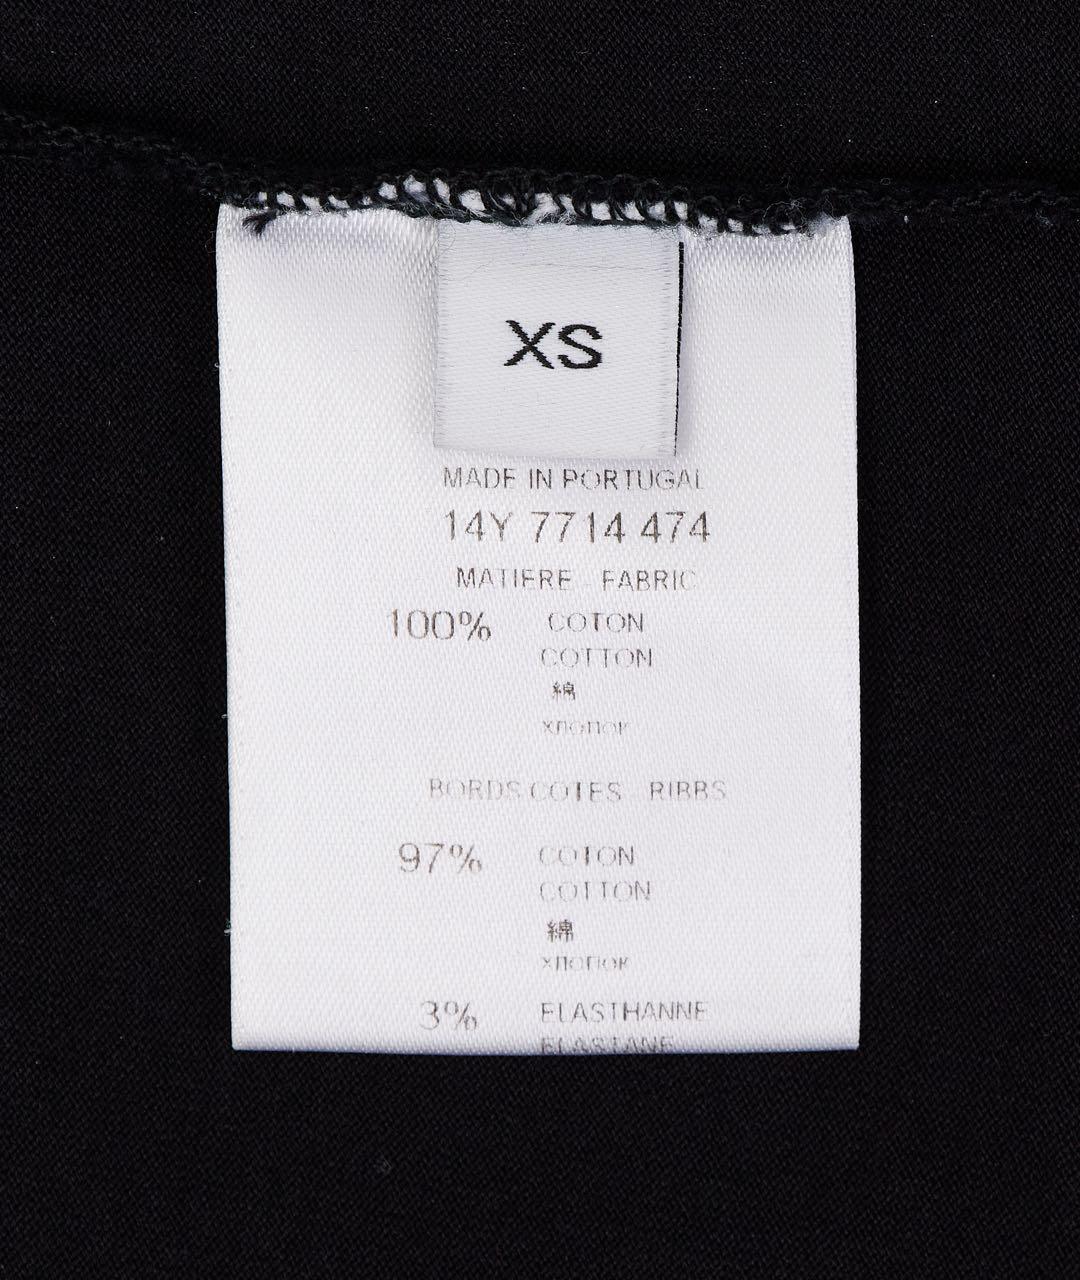 XS
MADE IN PORTUGAL
14Y 7714 474
MATIERE - FABRIC
100% COTON
COTTON
綿
хлопок
BORDS COTES - RIBBS
97% COTON
COTTON
綿
хлопок
3% ELASTHANNE
ELASTANE